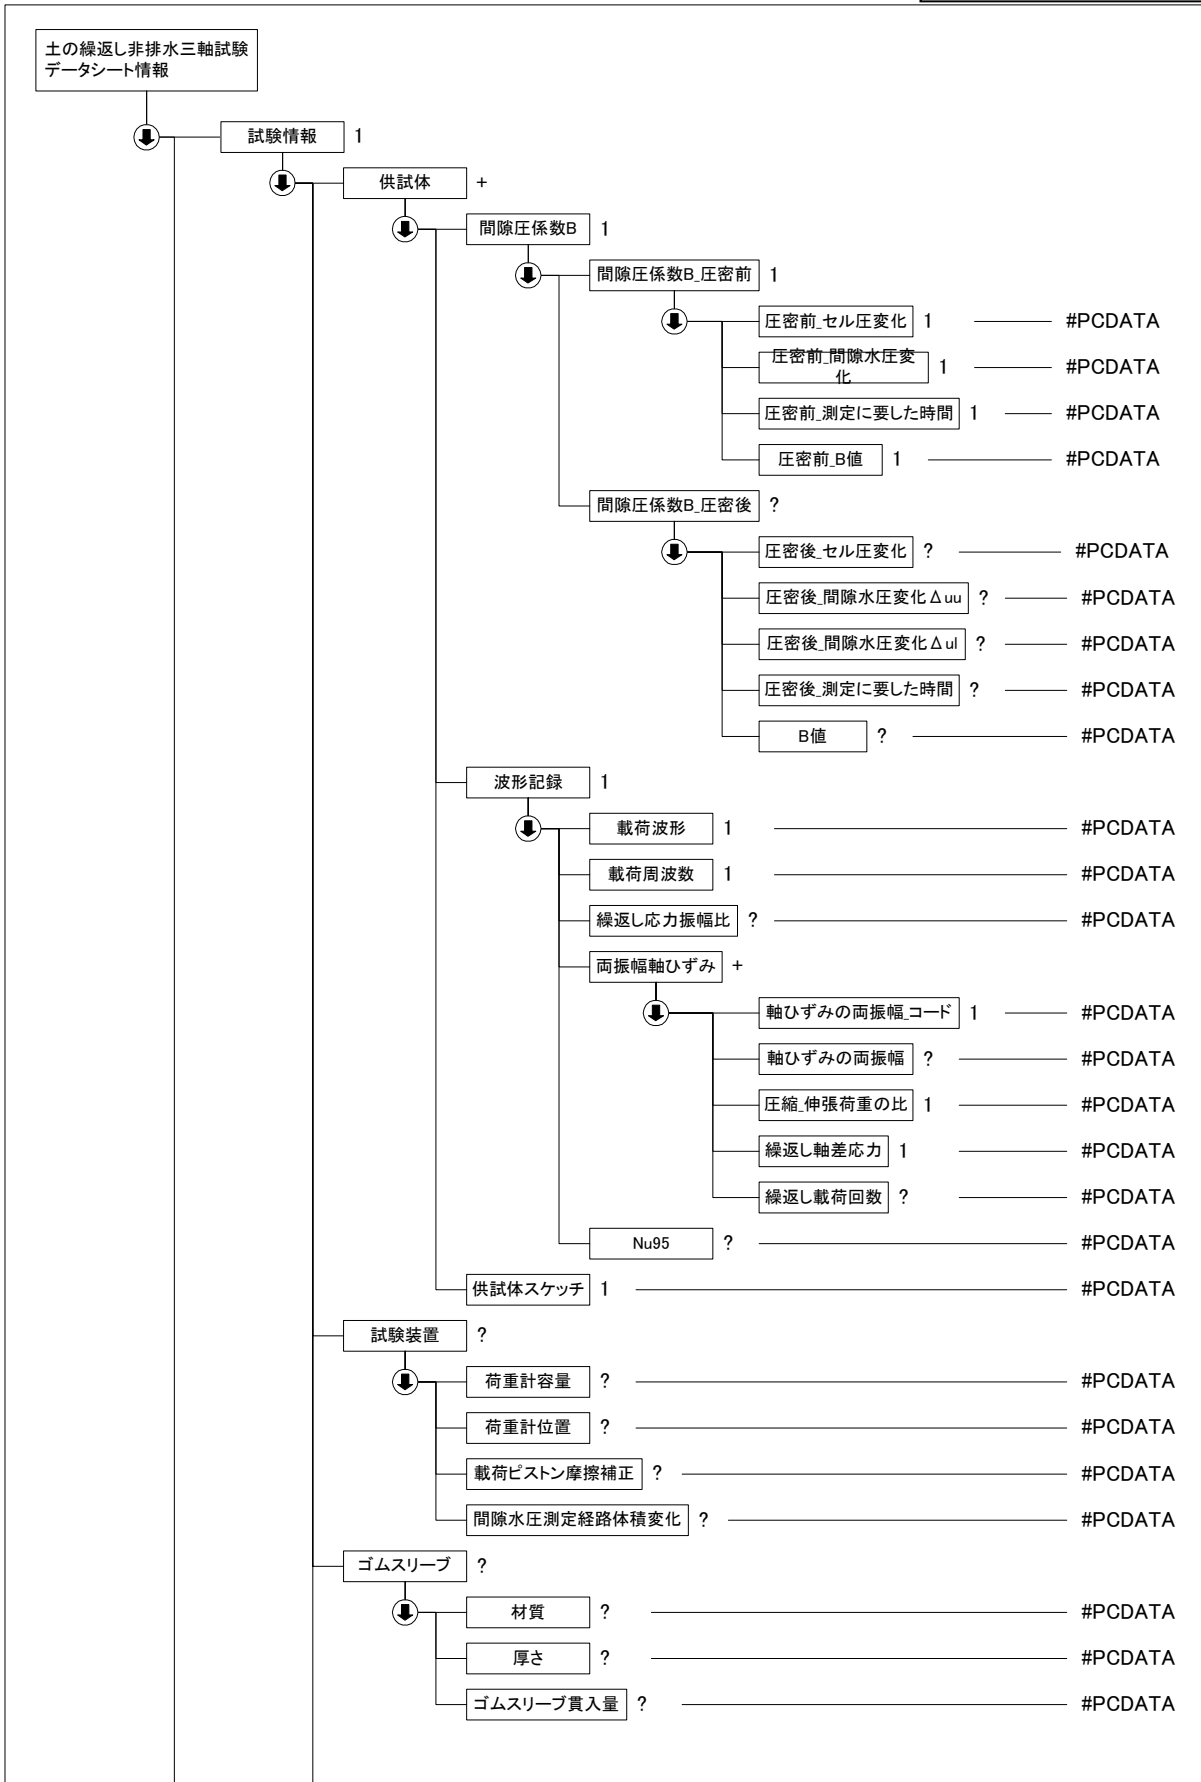 土の繰返し非排水三軸試験
データシート情報
試験情報 1
供試体 +
間隙圧係数B 1
間隙圧係数B_圧密前 1
圧密前_セル圧変化 1 #PCDATA
圧密前_間隙水圧変
化 1 #PCDATA
圧密前_測定に要した時間 1 #PCDATA
圧密前_B値 1 #PCDATA
間隙圧係数B_圧密後 ?
圧密後_セル圧変化 ? #PCDATA
圧密後_間隙水圧変化Δuu ? #PCDATA
圧密後_間隙水圧変化Δul ? #PCDATA
圧密後_測定に要した時間 ? #PCDATA
B値 ? #PCDATA
波形記録 1
載荷波形 1 #PCDATA
載荷周波数 1 #PCDATA
繰返し応力振幅比 ? #PCDATA
両振幅軸ひずみ +
軸ひずみの両振幅_コード 1 #PCDATA
軸ひずみの両振幅 ? #PCDATA
圧縮_伸張荷重の比 1 #PCDATA
繰返し軸差応力 1 #PCDATA
繰返し載荷回数 ? #PCDATA
Nu95 ? #PCDATA
供試体スケッチ 1 #PCDATA
試験装置 ?
荷重計容量 ? #PCDATA
荷重計位置 ? #PCDATA
載荷ピストン摩擦補正 ? #PCDATA
間隙水圧測定経路体積変化 ? #PCDATA
ゴムスリーブ ?
材質 ? #PCDATA
厚さ ? #PCDATA
ゴムスリーブ貫入量 ? #PCDATA